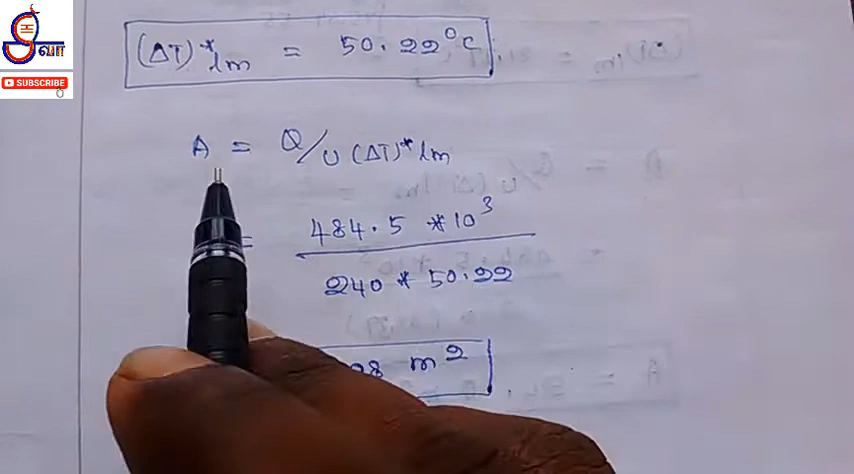 சிவா
SUBSCRIBE
(ΔT)*lm = 50.22°C
A = Q/U (ΔT)*lm
= 484.5 *10³
240 * 50.22
m²